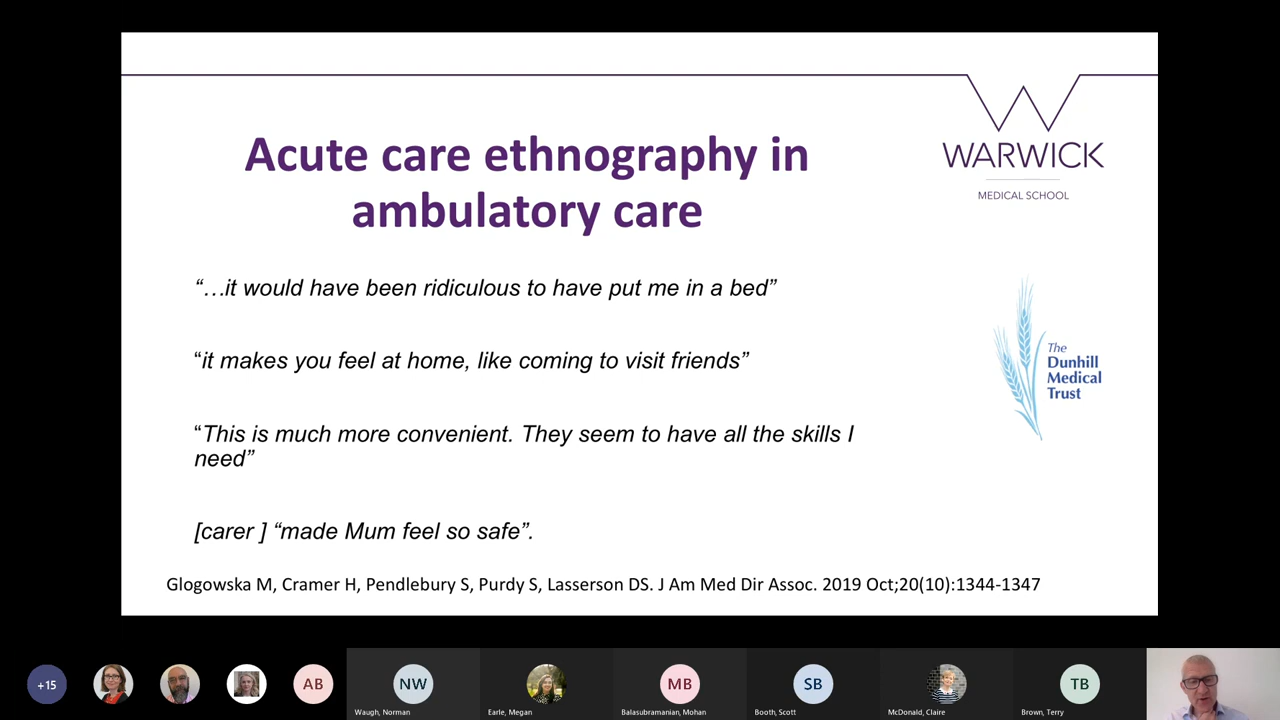 Acute care ethnography in
ambulatory care
WARWICK
MEDICAL SCHOOL
“…it would have been ridiculous to have put me in a bed”
“it makes you feel at home, like coming to visit friends”
The
Dunhill
Medical
Trust
“This is much more convenient. They seem to have all the skills I
need”
[carer ] “made Mum feel so safe”.
Glogowska M, Cramer H, Pendlebury S, Purdy S, Lasserson DS. J Am Med Dir Assoc. 2019 Oct;20(10):1344-1347
+15
AB
NW
MB
SB
TB
Waugh, Norman
Earle, Megan
Balasubramanian, Mohan
Booth, Scott
McDonald, Claire
Brown, Terry